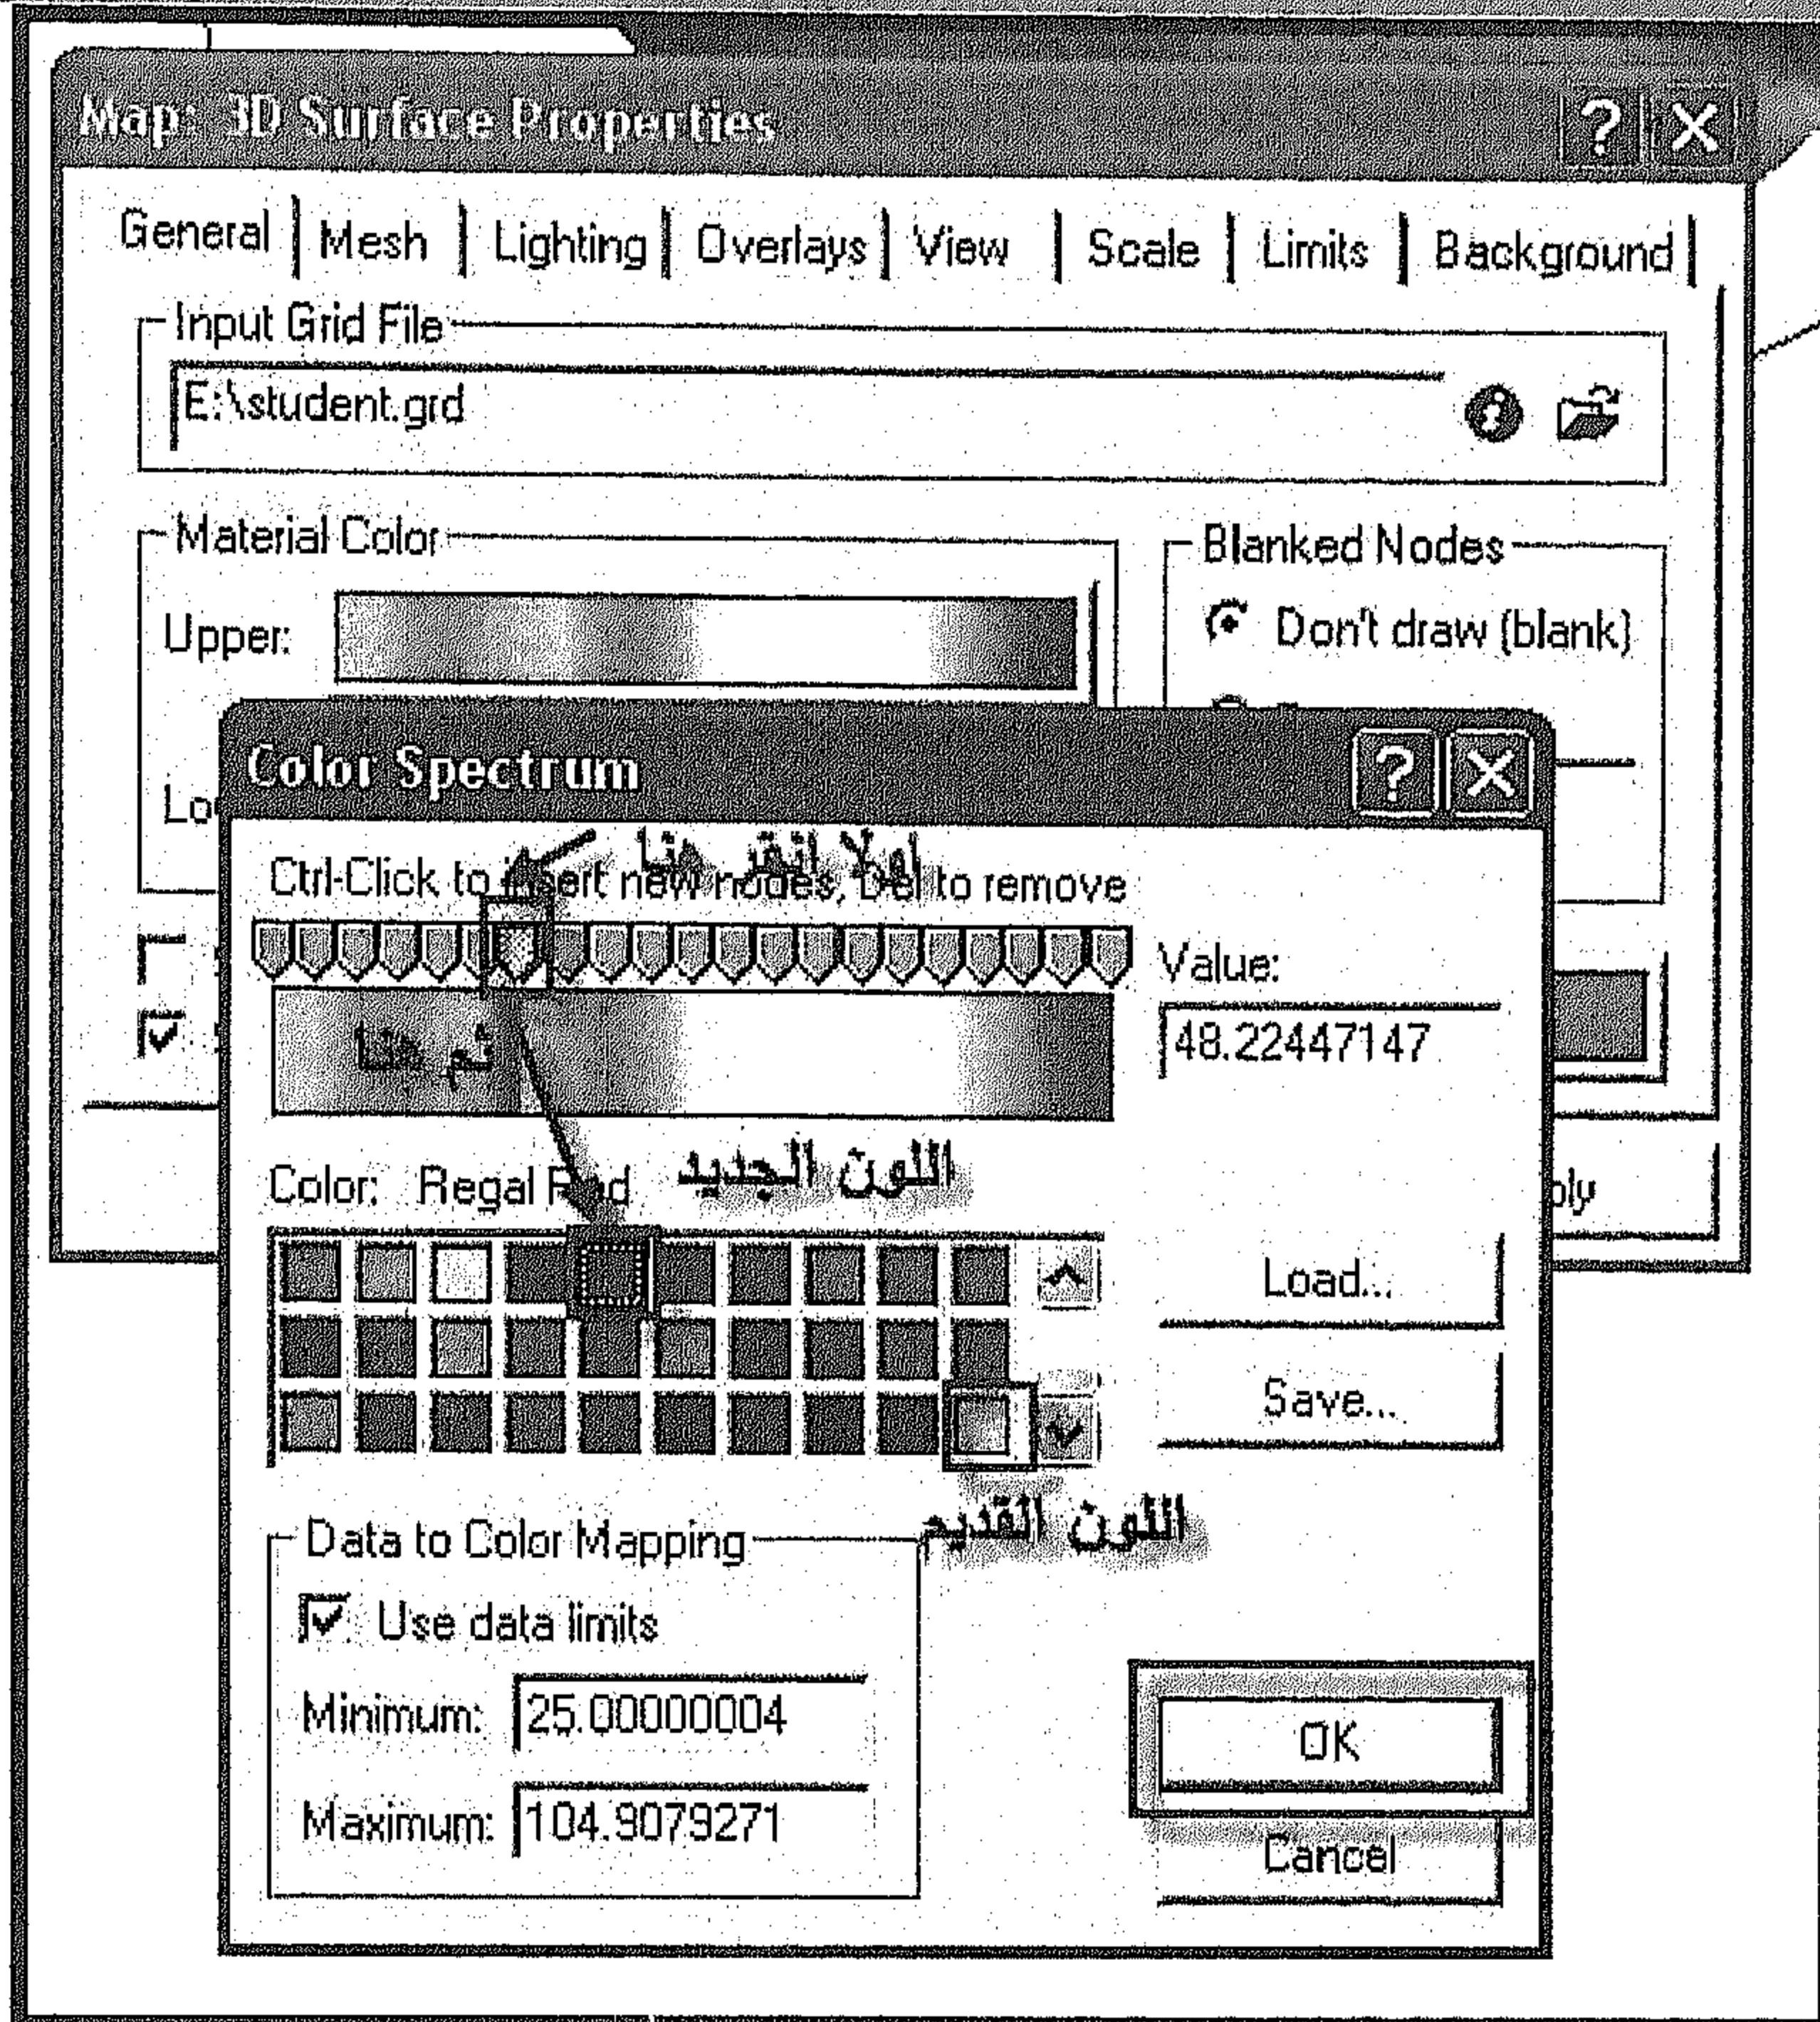 Map: 3D Surface Properties
General Mesh Lighting Overlays View Scale Limits Background
Input Grid File
E:\student.grd
Material Color
Blanked Nodes
Upper:
Don't draw (blank)
Color Spectrum
Lo
اولا انقر هنا
Ctrl-Click to insert new nodes, Del to remove
Value:
48.22447147
ثم هنا
اللون الجديد
Color: Regal Red
ply
Load...
Save...
اللون القديم
Data to Color Mapping
Use data limits
Minimum: 25.00000004
OK
Maximum: 104.9079271
Cancel